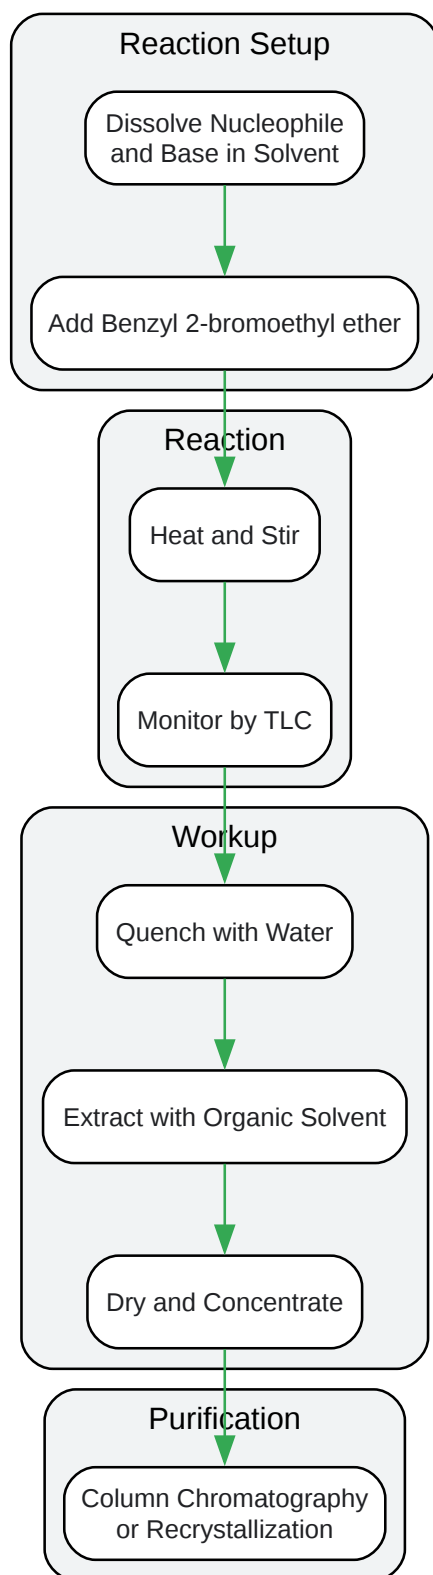 Reaction Setup
Dissolve Nucleophile
and Base in Solvent
Add Benzyl 2-bromoethyl ether
Reaction
Heat and Stir
Monitor by TLC
Workup
Quench with Water
Extract with Organic Solvent
Dry and Concentrate
Purification
Column Chromatography
or Recrystallization